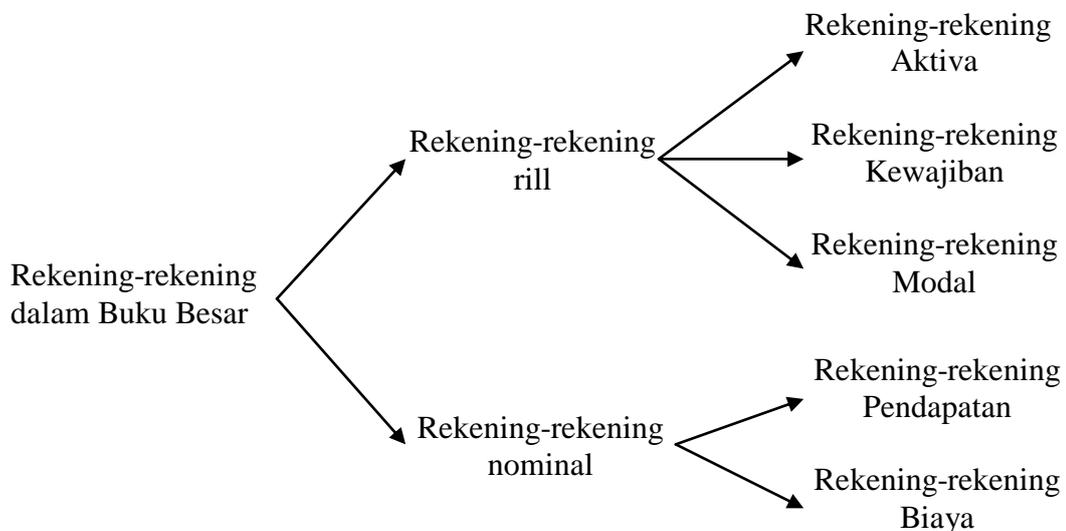 Rekening-rekening
Aktiva
Rekening-rekening
rill
Rekening-rekening
Kewajiban
Rekening-rekening
Modal
Rekening-rekening
dalam Buku Besar
Rekening-rekening
nominal
Rekening-rekening
Pendapatan
Rekening-rekening
Biaya